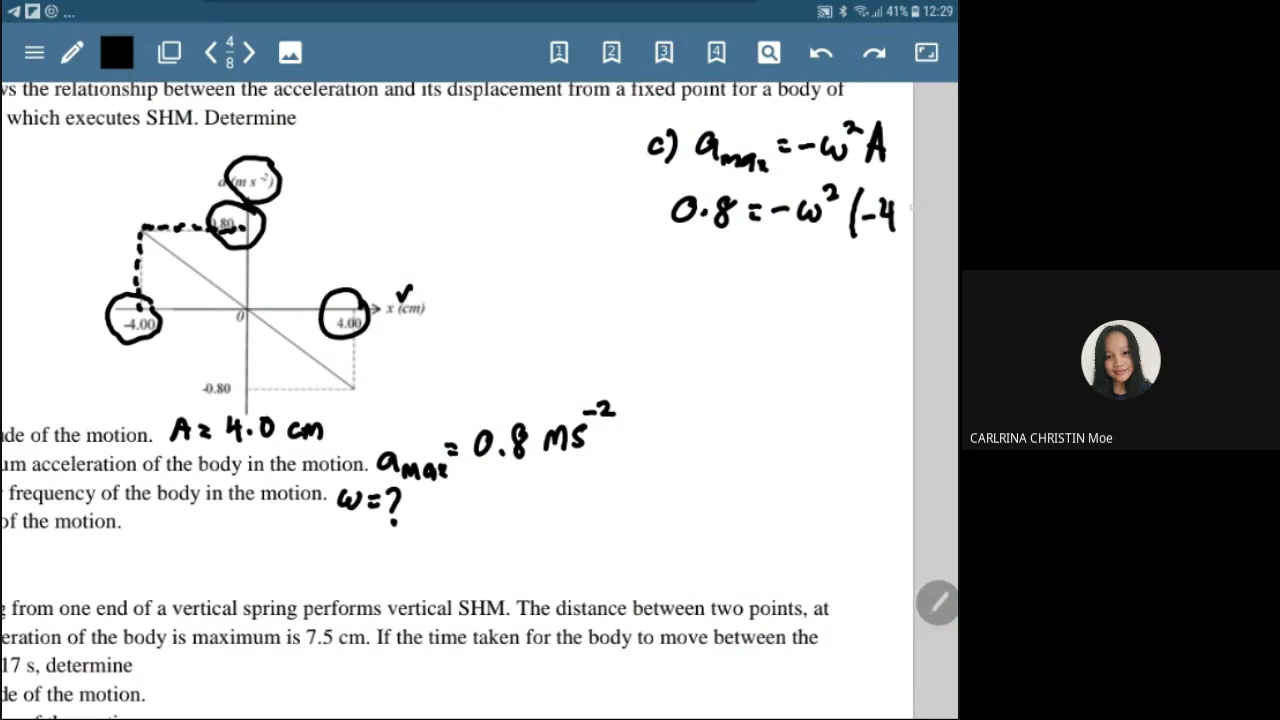 ... 41% 12:29
4
8
1 2 3 4
vs the relationship between the acceleration and its displacement from a fixed point for a body of
which executes SHM. Determine
c) amax = -ω²A
0.8 = -ω² (-4
a (m s⁻²)
0.80
x (cm)
-4.00 0 4.00
-0.80
de of the motion. A = 4.0 cm
um acceleration of the body in the motion. amax = 0.8 ms⁻²
frequency of the body in the motion. ω = ?
of the motion.
CARLRINA CHRISTIN Moe
g from one end of a vertical spring performs vertical SHM. The distance between two points, at
eration of the body is maximum is 7.5 cm. If the time taken for the body to move between the
17 s, determine
de of the motion.